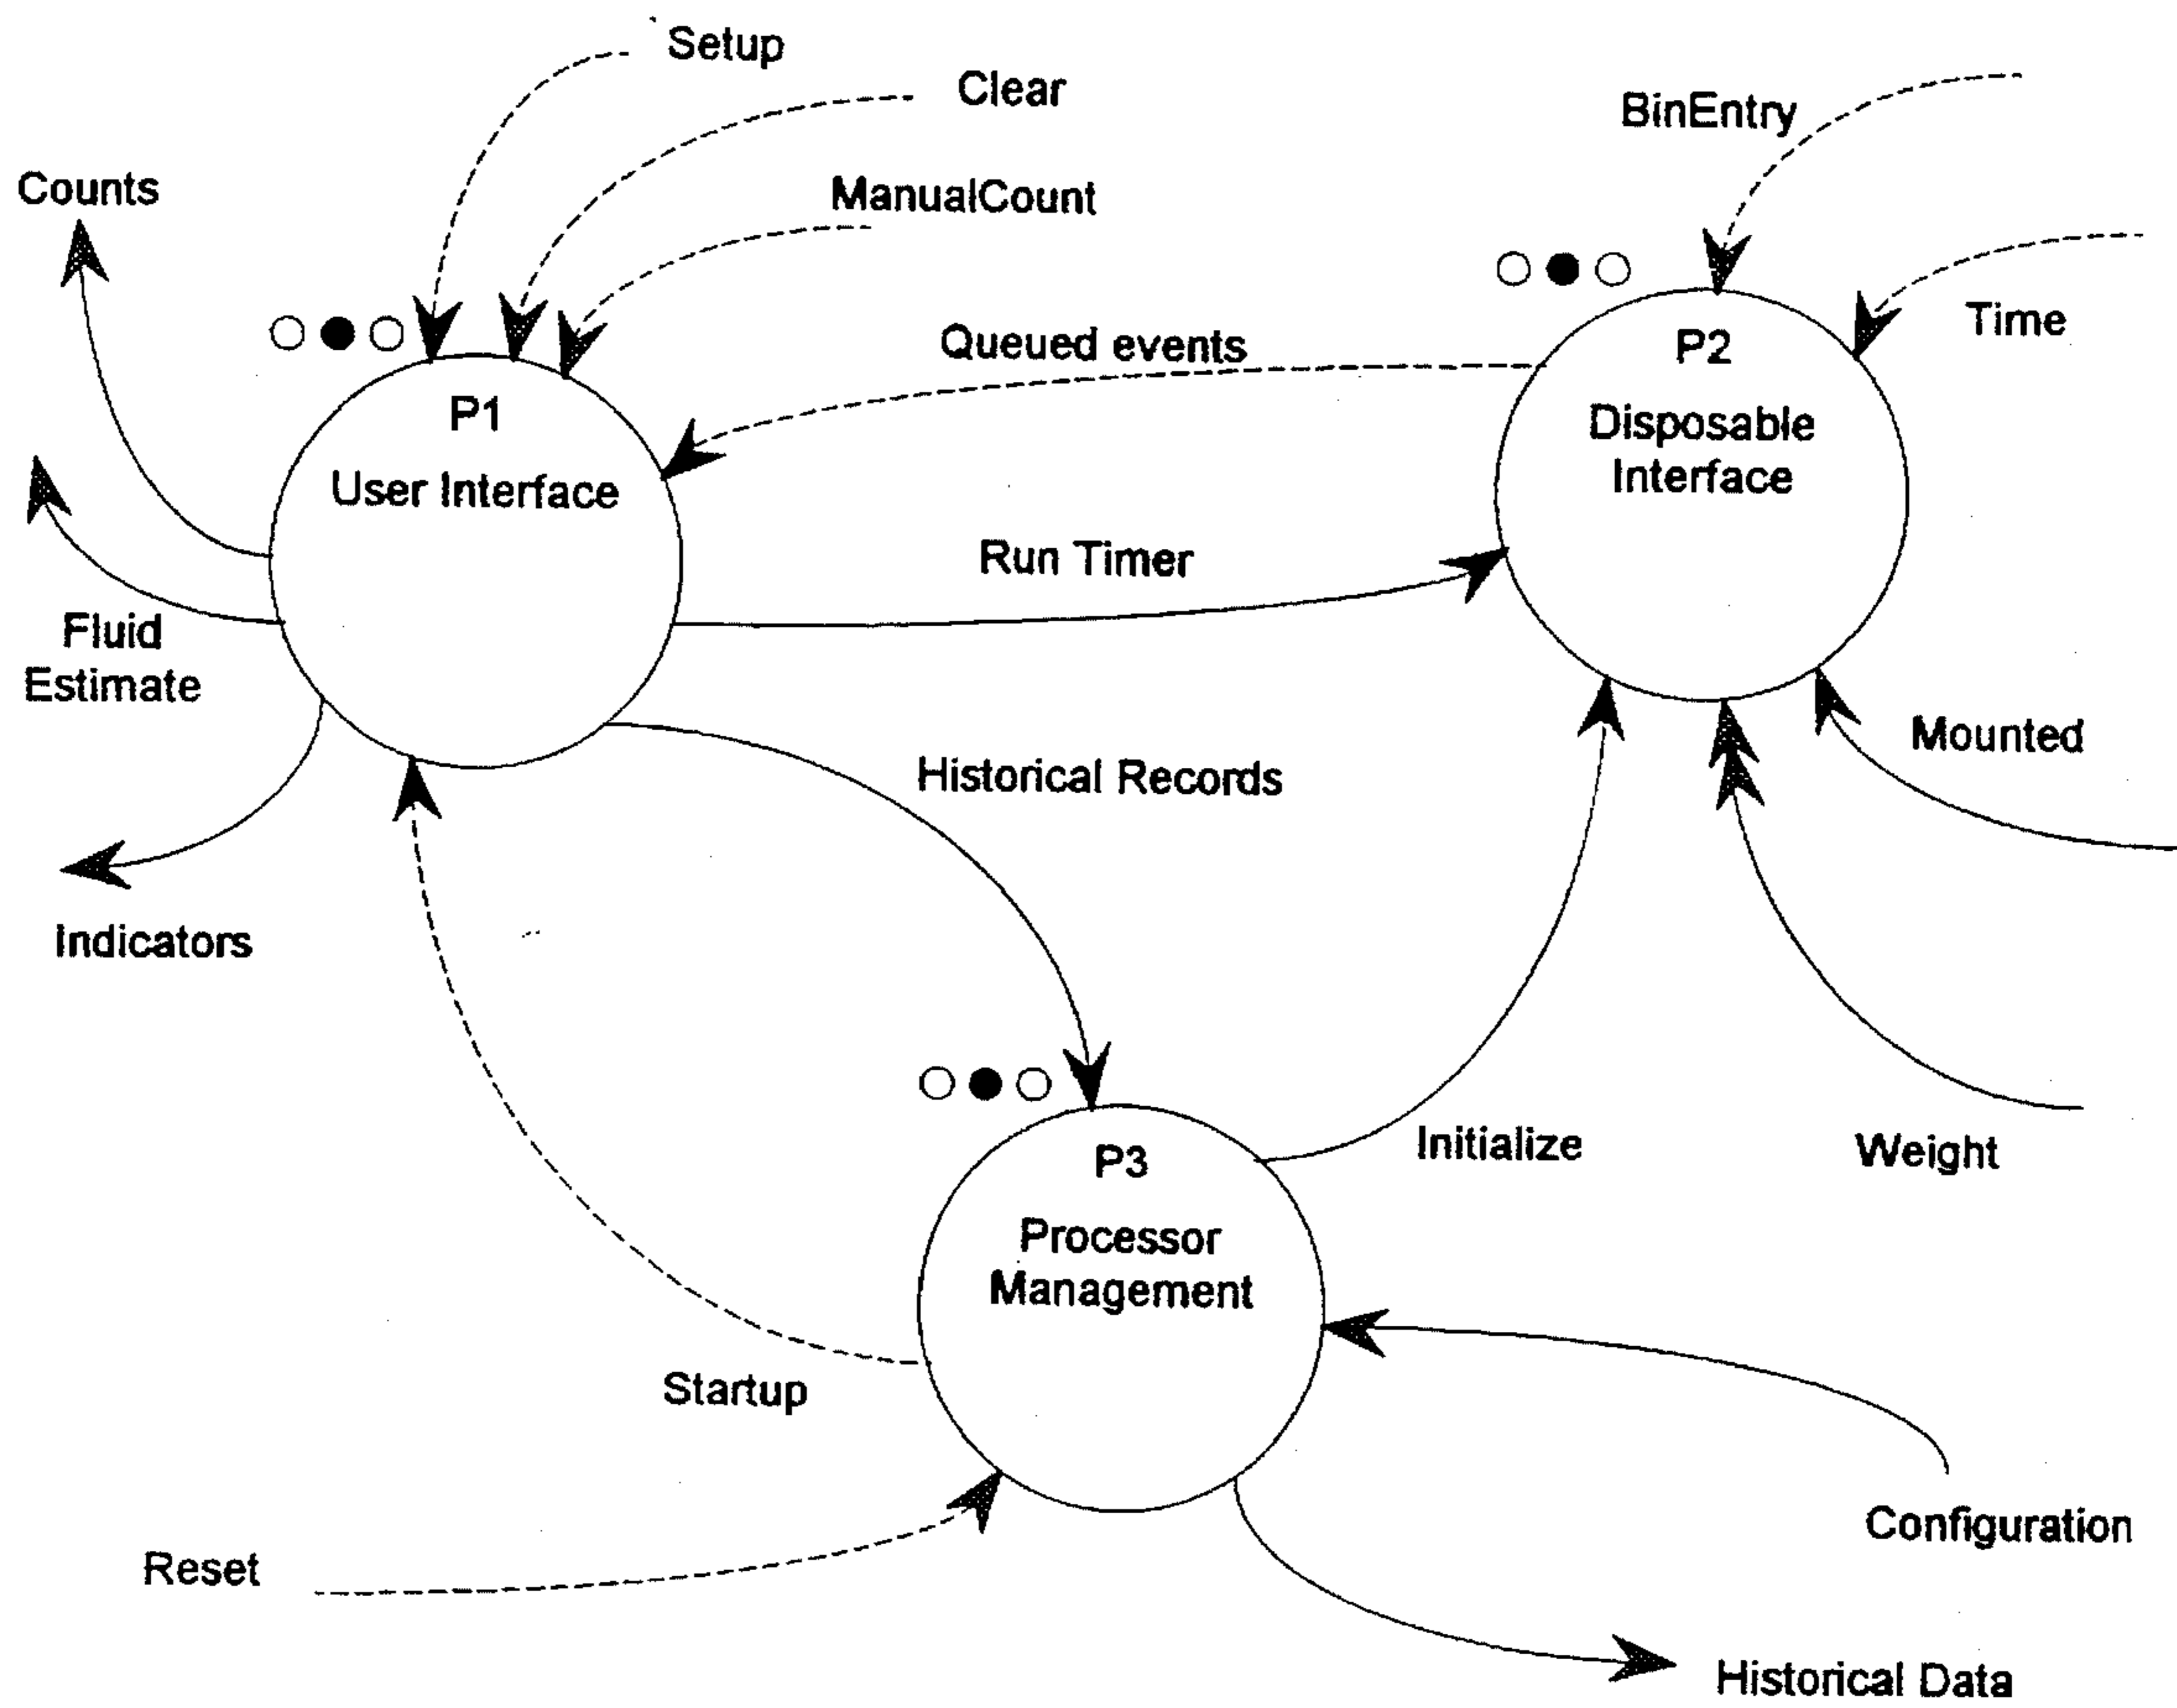 Setup
Clear
BinEntry
Counts
ManualCount
Time
Queued events
P1
User Interface
P2
Disposable
Interface
Run Timer
Fluid
Estimate
Mounted
Historical Records
Indicators
Initialize
Weight
P3
Processor
Management
Startup
Configuration
Reset
Historical Data